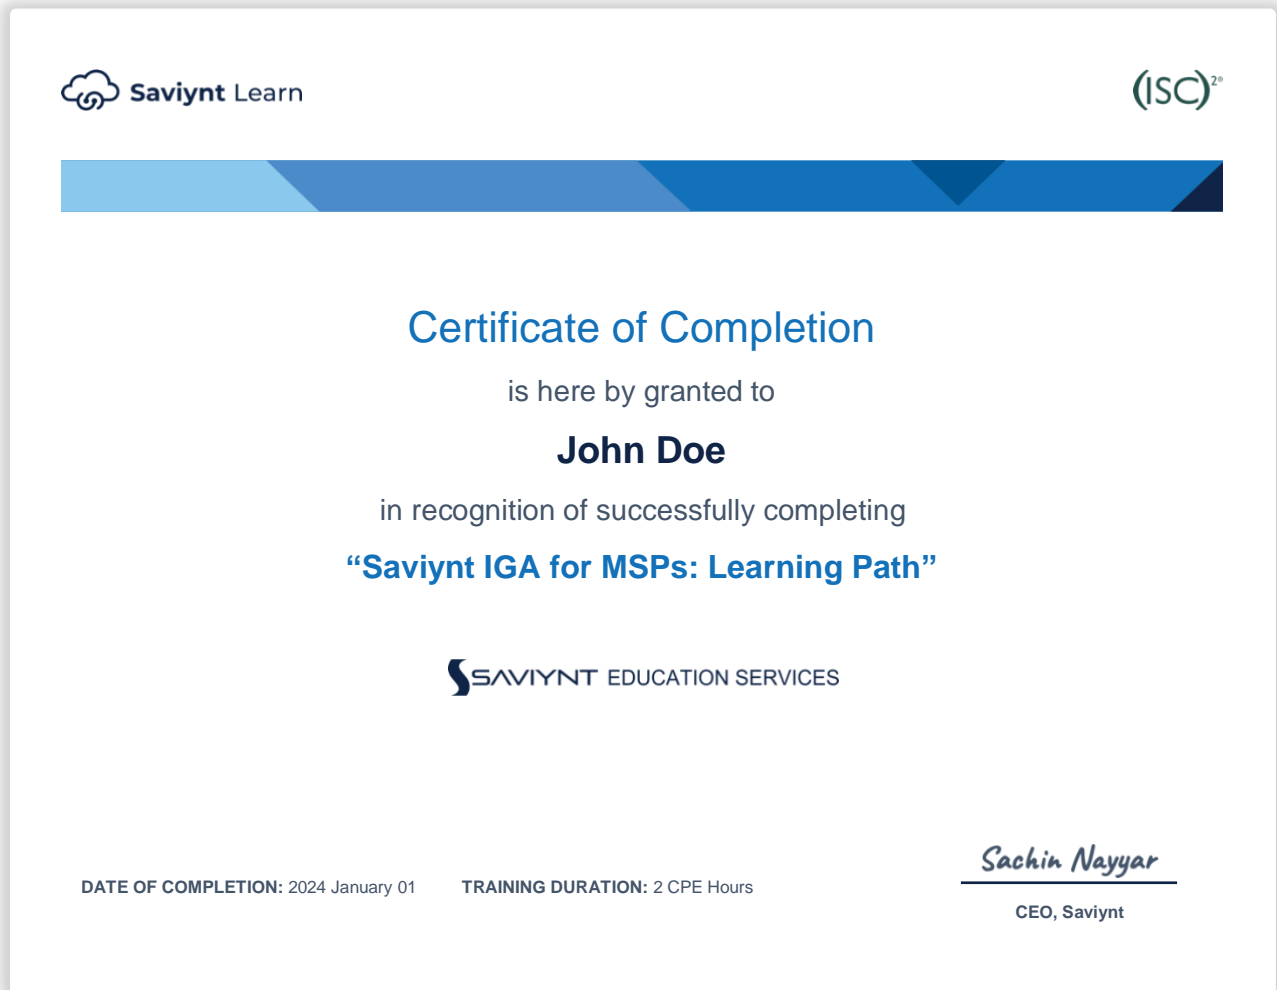 Saviynt Learn
(ISC)²®
Certificate of Completion
is here by granted to
John Doe
in recognition of successfully completing
“Saviynt IGA for MSPs: Learning Path”
SAVIYNT EDUCATION SERVICES
Sachin Nayyar
DATE OF COMPLETION: 2024 January 01 TRAINING DURATION: 2 CPE Hours
CEO, Saviynt